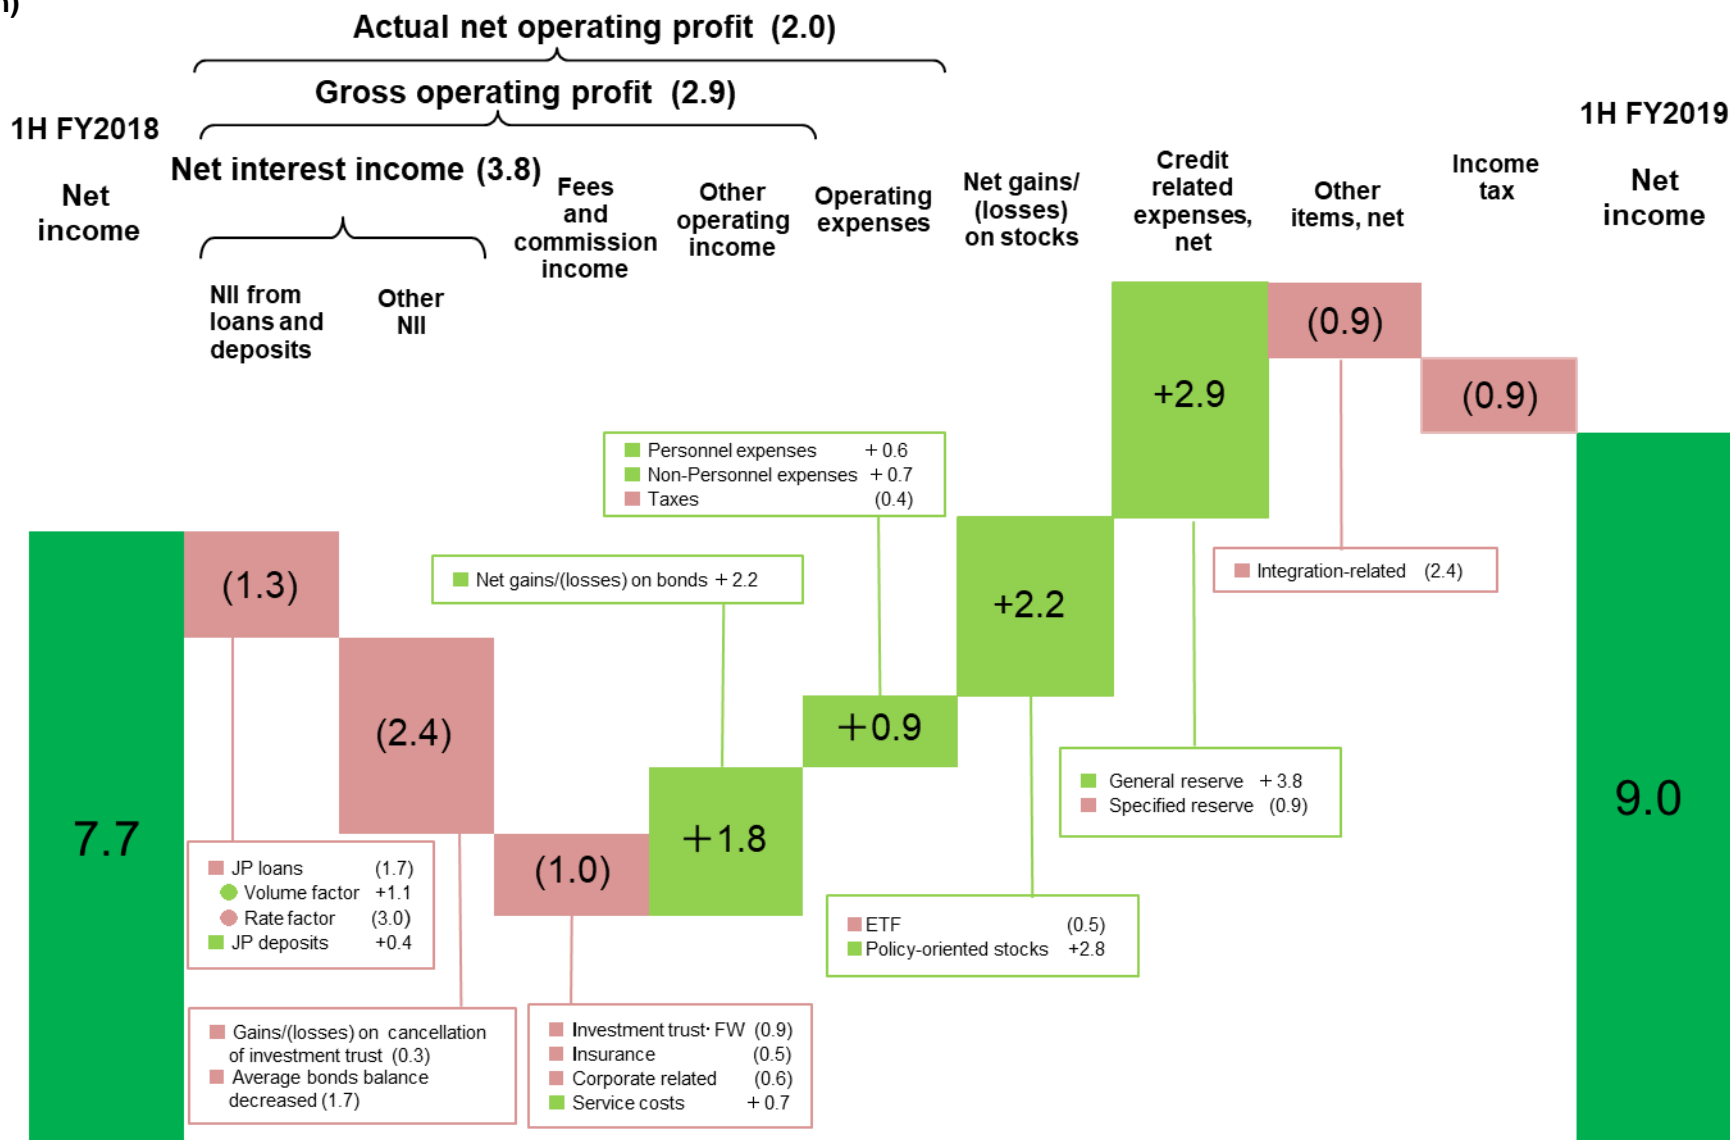 n)
Actual net operating profit (2.0)
Gross operating profit (2.9)
1H FY2018
Net
income
Net interest income (3.8)
NII from
loans and
deposits
Other
NII
Fees
and
commission
income
Other
operating
income
Operating
expenses
Net gains/
(losses)
on stocks
Credit
related
expenses,
net
Other
items, net
Income
tax
1H FY2019
Net
income
7.7
(1.3)
(2.4)
(1.0)
+1.8
+0.9
+2.2
+2.9
(0.9)
(0.9)
9.0
Personnel expenses +0.6
Non-Personnel expenses +0.7
Taxes (0.4)
Net gains/(losses) on bonds +2.2
Integration-related (2.4)
General reserve +3.8
Specified reserve (0.9)
ETF (0.5)
Policy-oriented stocks +2.8
JP loans (1.7)
Volume factor +1.1
Rate factor (3.0)
JP deposits +0.4
Gains/(losses) on cancellation
of investment trust (0.3)
Average bonds balance
decreased (1.7)
Investment trust・FW (0.9)
Insurance (0.5)
Corporate related (0.6)
Service costs +0.7